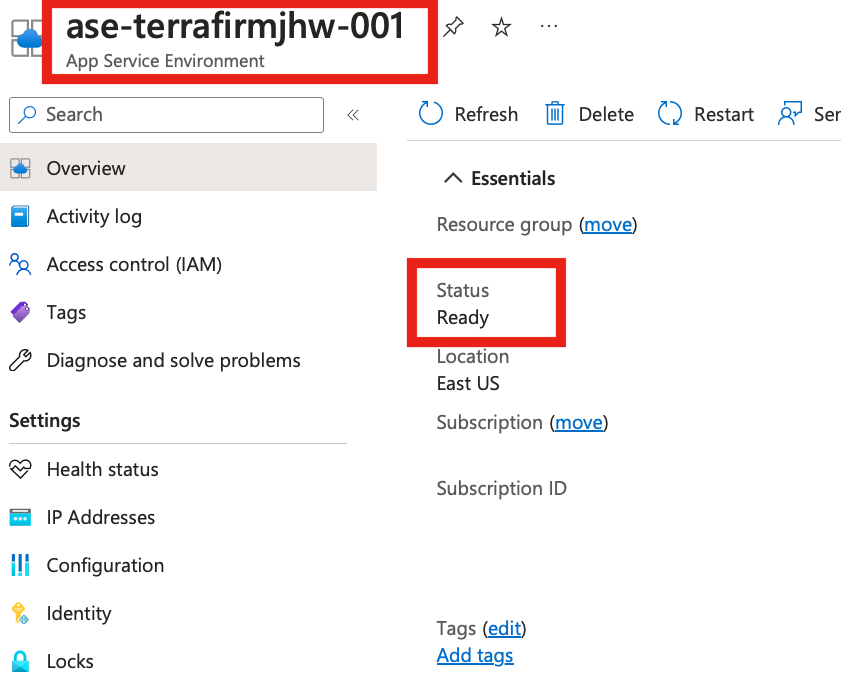 ase-terrafirmjhw-001
App Service Environment
Search
Refresh
Delete
Restart
Ser
Overview
Activity log
Access control (IAM)
Tags
Diagnose and solve problems
Settings
Health status
IP Addresses
Configuration
Identity
Locks
Essentials
Resource group (move)
Status
Ready
Location
East US
Subscription (move)
Subscription ID
Tags (edit)
Add tags